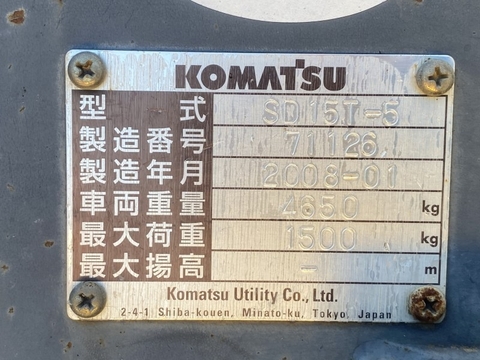 KOMATSU
型式 SD15T-5
製造番号 71126
製造年月 2008-01
車両重量 4650 kg
最大荷重 1500 kg
最大揚高 - m
Komatsu Utility Co., Ltd.
2-4-1 Shiba-kouen, Minato-ku, Tokyo, Japan